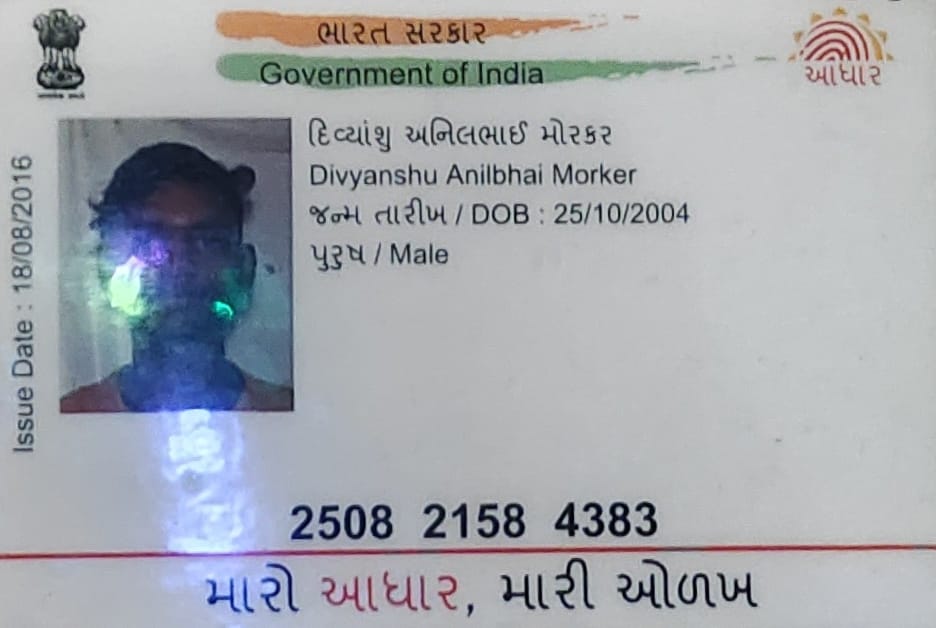 ભારત સરકાર
Government of India
આધાર
દિવ્યાંશુ અનિલભાઈ મોરકર
Divyanshu Anilbhai Morker
જન્મ તારીખ / DOB : 25/10/2004
પુરુષ / Male
Issue Date : 18/08/2016
2508 2158 4383
મારો આધાર, મારી ઓળખ